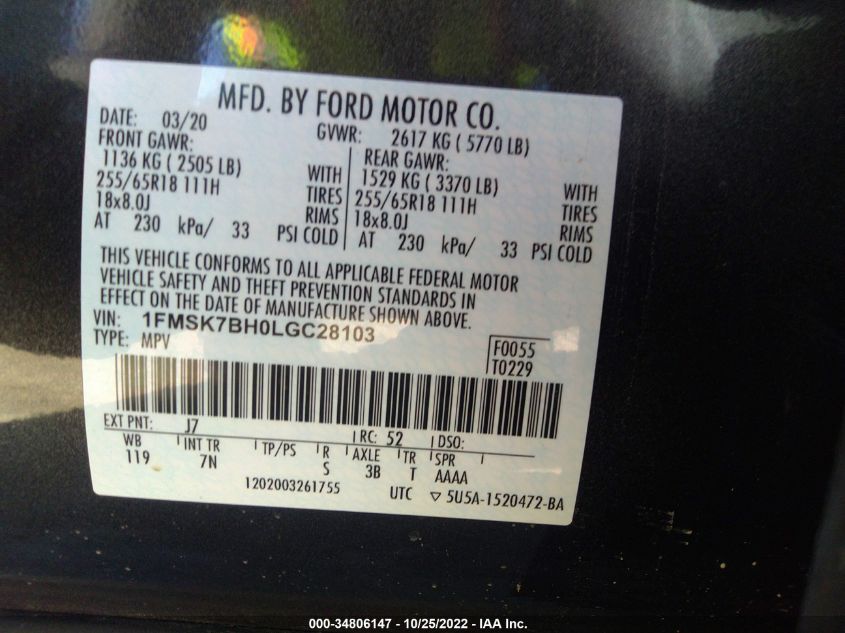 MFD. BY FORD MOTOR CO.
DATE: 03/20 GVWR: 2617 KG ( 5770 LB)
FRONT GAWR: REAR GAWR:
1136 KG ( 2505 LB) WITH 1529 KG ( 3370 LB) WITH
255/65R18 111H TIRES 255/65R18 111H TIRES
18x8.0J RIMS 18x8.0J RIMS
AT 230 kPa/ 33 PSI COLD AT 230 kPa/ 33 PSI COLD
THIS VEHICLE CONFORMS TO ALL APPLICABLE FEDERAL MOTOR
VEHICLE SAFETY AND THEFT PREVENTION STANDARDS IN
EFFECT ON THE DATE OF MANUFACTURE SHOWN ABOVE.
VIN: 1FMSK7BH0LGC28103
TYPE: MPV
F0055
T0229
EXT PNT: J7 RC: 52 DSO:
WB INT TR TP/PS R AXLE TR SPR
119 7N S 3B T AAAA
1202003261755 UTC ▽ 5U5A-1520472-BA
000-34806147 - 10/25/2022 - IAA Inc.